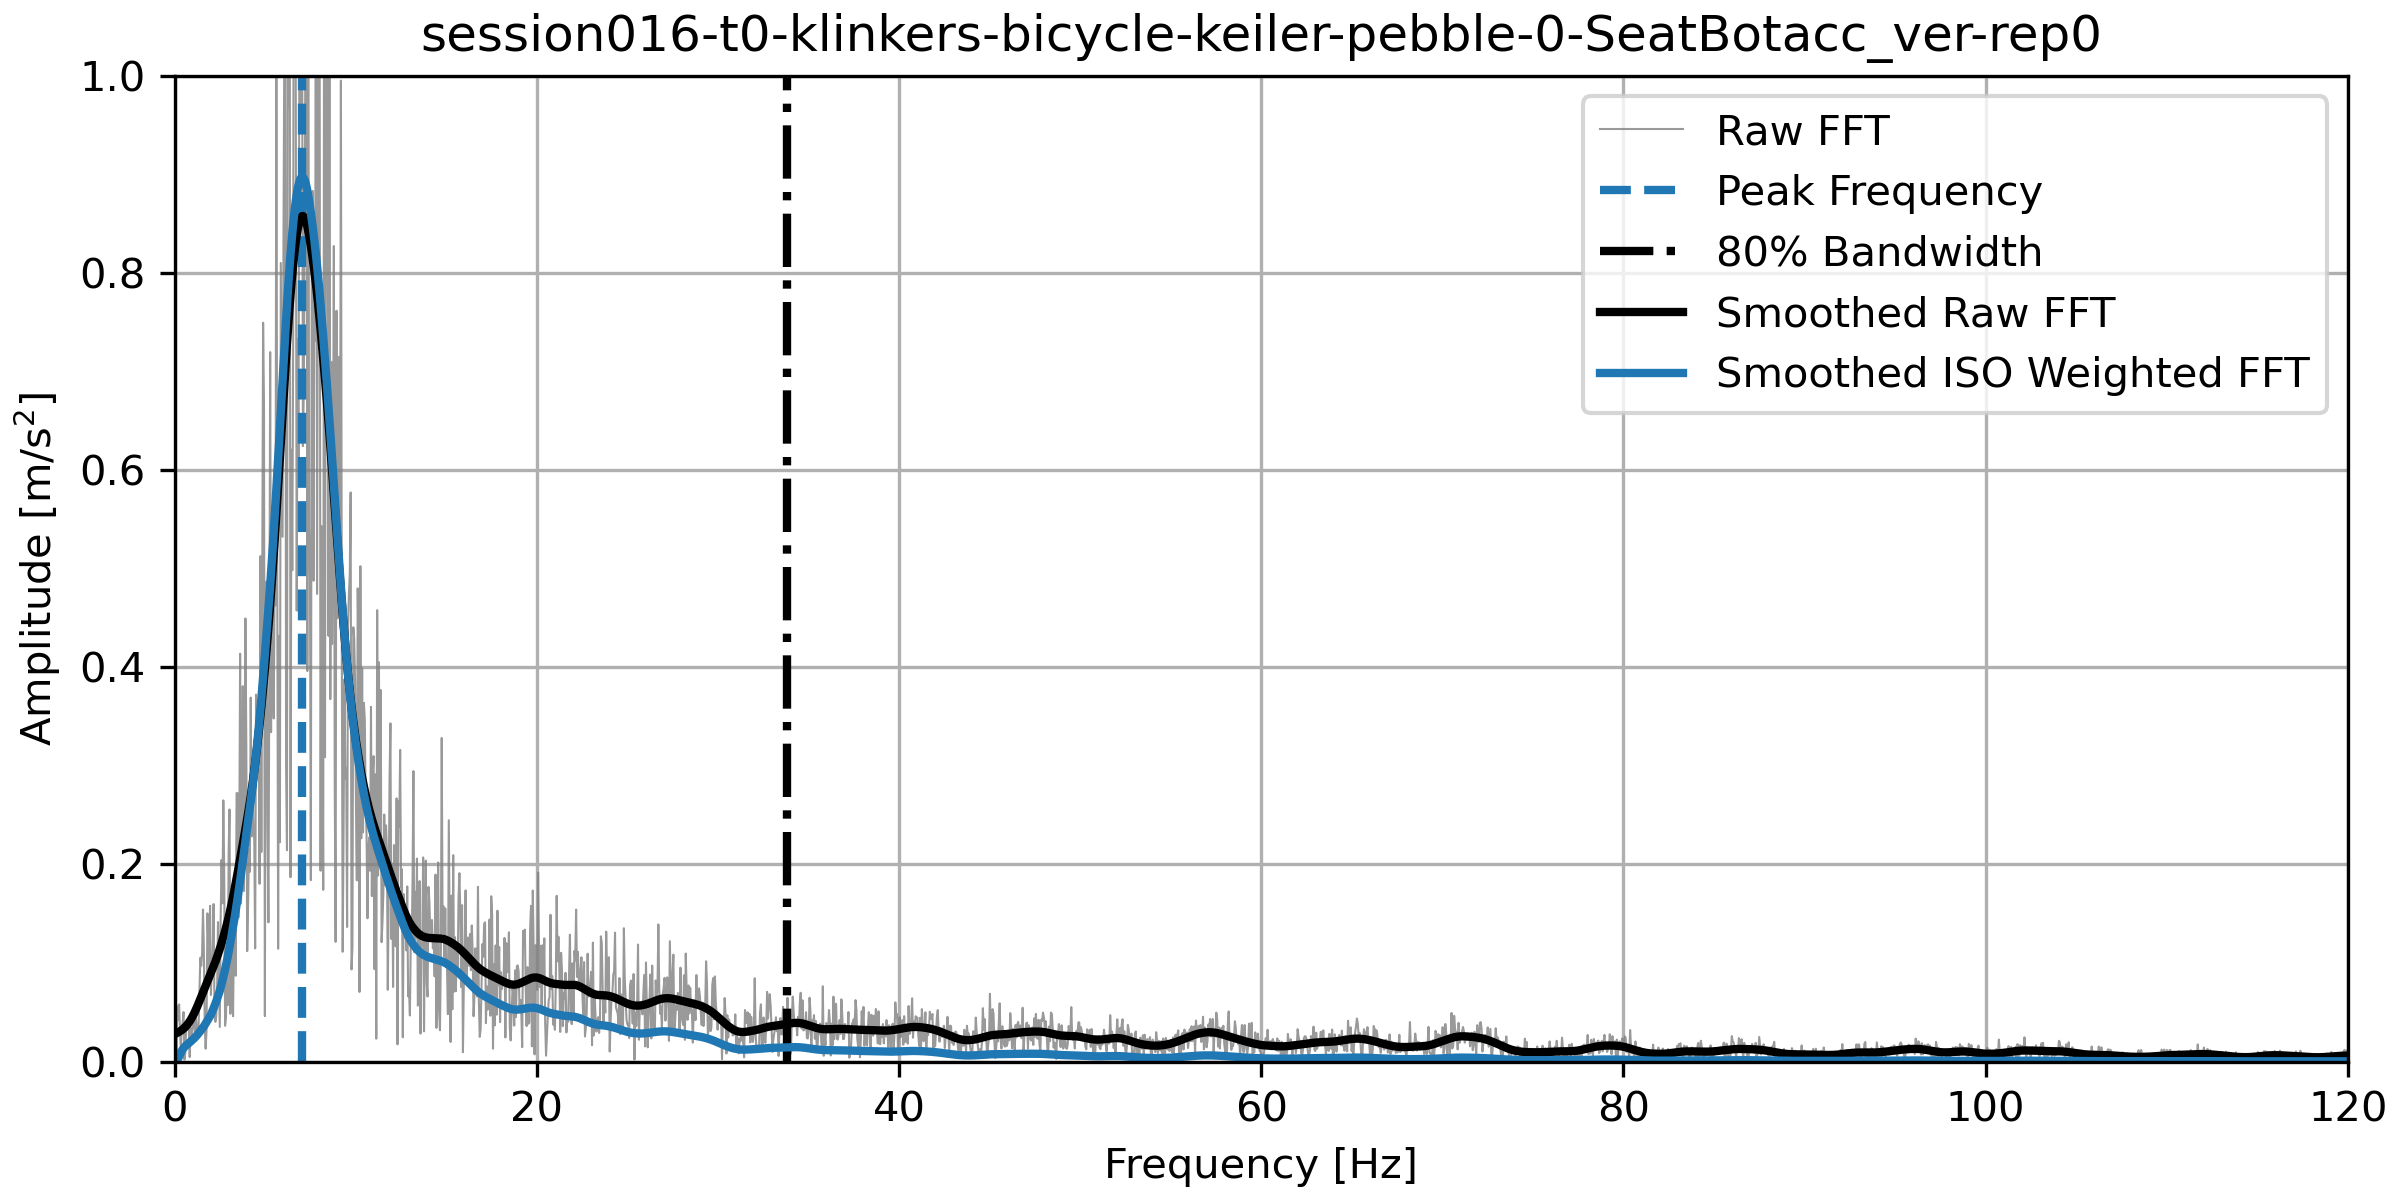 session016-t0-klinkers-bicycle-keiler-pebble-0-SeatBotacc_ver-rep0
1.0
0.8
0.6
0.4
0.2
0.0
Amplitude [m/s²]
Raw FFT
Peak Frequency
80% Bandwidth
Smoothed Raw FFT
Smoothed ISO Weighted FFT
0 20 40 60 80 100 120
Frequency [Hz]